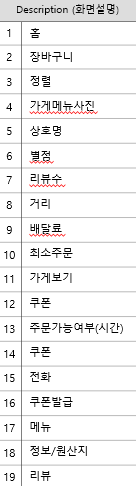 Description (화면설명)
1 홈
2 장바구니
3 정렬
4 가게메뉴사진
5 상호명
6 별점
7 리뷰수
8 거리
9 배달료
10 최소주문
11 가게보기
12 쿠폰
13 주문가능여부(시간)
14 쿠폰
15 전화
16 쿠폰발급
17 메뉴
18 정보/원산지
19 리뷰